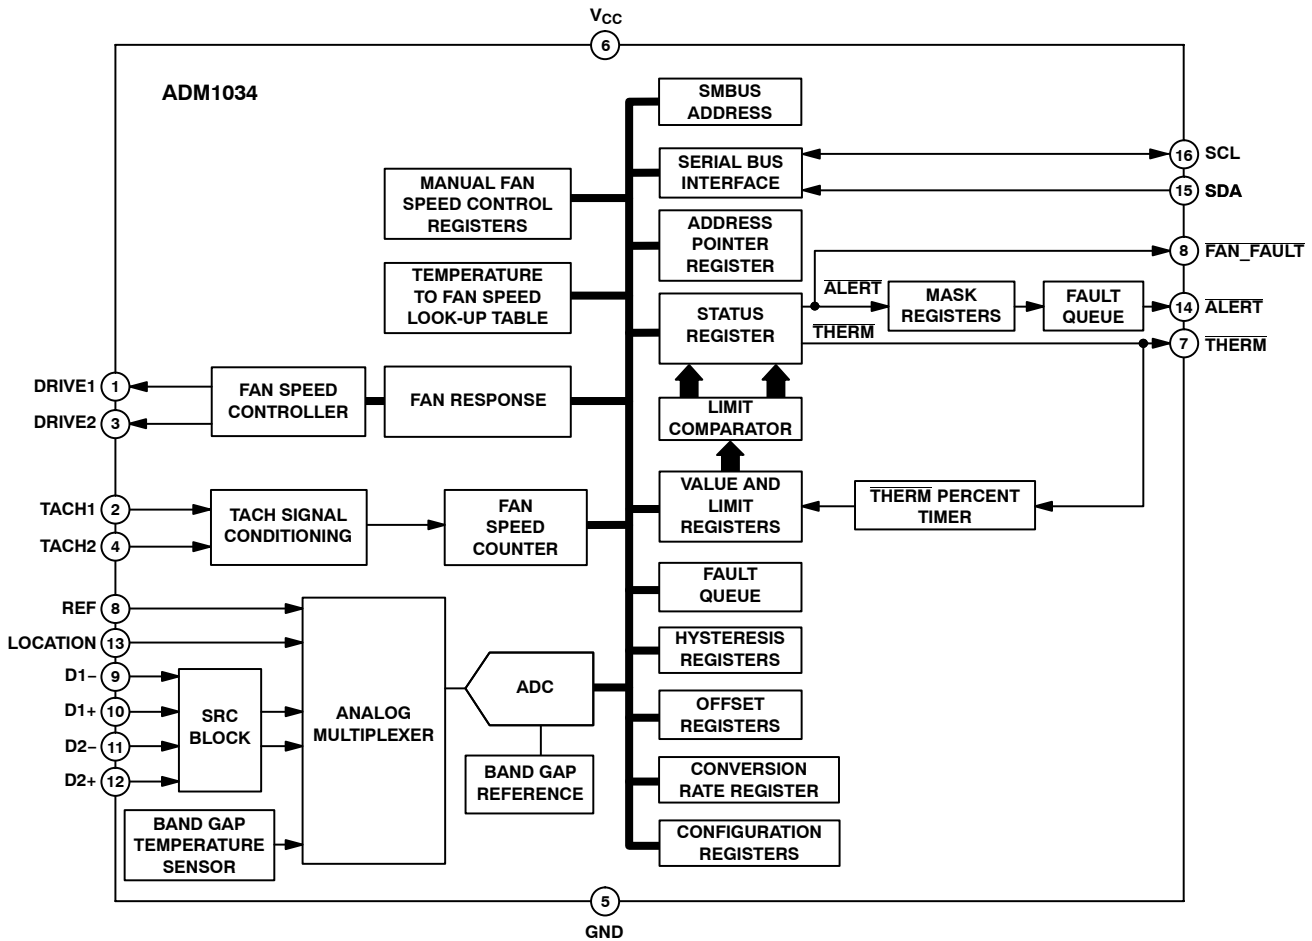 VCC
6
ADM1034
SMBUS
ADDRESS
SERIAL BUS
INTERFACE
16 SCL
15 SDA
MANUAL FAN
SPEED CONTROL
REGISTERS
ADDRESS
POINTER
REGISTER
8 FAN_FAULT
TEMPERATURE
TO FAN SPEED
LOOK-UP TABLE
STATUS
REGISTER
ALERT
MASK
REGISTERS
FAULT
QUEUE
14 ALERT
THERM
7 THERM
DRIVE1 1
DRIVE2 3
FAN SPEED
CONTROLLER
FAN RESPONSE
LIMIT
COMPARATOR
TACH1 2
TACH2 4
TACH SIGNAL
CONDITIONING
FAN
SPEED
COUNTER
VALUE AND
LIMIT
REGISTERS
THERM PERCENT
TIMER
FAULT
QUEUE
REF 8
LOCATION 13
D1– 9
D1+ 10
D2– 11
D2+ 12
SRC
BLOCK
ANALOG
MULTIPLEXER
ADC
BAND GAP
REFERENCE
HYSTERESIS
REGISTERS
OFFSET
REGISTERS
CONVERSION
RATE REGISTER
CONFIGURATION
REGISTERS
BAND GAP
TEMPERATURE
SENSOR
5
GND